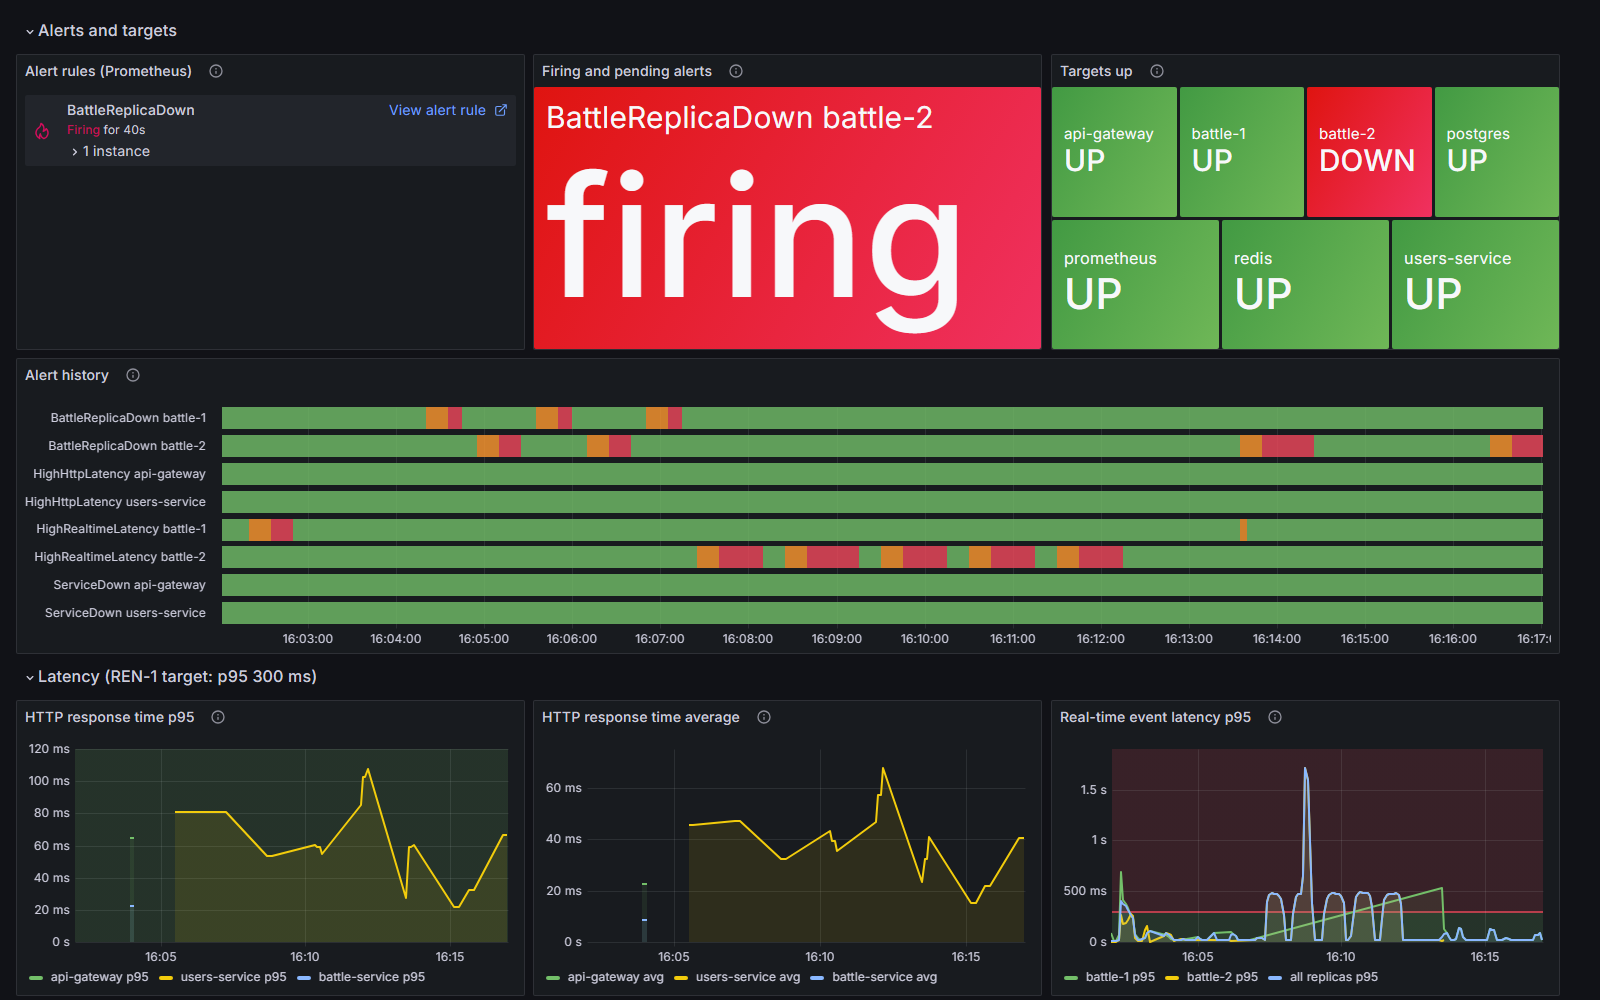 Alerts and targets
Alert rules (Prometheus)
BattleReplicaDown
View alert rule
Firing for 40s
1 instance
Firing and pending alerts
BattleReplicaDown battle-2
firing
Targets up
api-gateway
UP
battle-1
UP
battle-2
DOWN
postgres
UP
prometheus
UP
redis
UP
users-service
UP
Alert history
BattleReplicaDown battle-1
BattleReplicaDown battle-2
HighHttpLatency api-gateway
HighHttpLatency users-service
HighRealtimeLatency battle-1
HighRealtimeLatency battle-2
ServiceDown api-gateway
ServiceDown users-service
16:03:00 16:04:00 16:05:00 16:06:00 16:07:00 16:08:00 16:09:00 16:10:00 16:11:00 16:12:00 16:13:00 16:14:00 16:15:00 16:16:00 16:17:
Latency (REN-1 target: p95 300 ms)
HTTP response time p95
120 ms
100 ms
80 ms
60 ms
40 ms
20 ms
0 s
16:05 16:10 16:15
api-gateway p95 users-service p95 battle-service p95
HTTP response time average
60 ms
40 ms
20 ms
0 s
16:05 16:10 16:15
api-gateway avg users-service avg battle-service avg
Real-time event latency p95
1.5 s
1 s
500 ms
0 s
16:05 16:10 16:15
battle-1 p95 battle-2 p95 all replicas p95